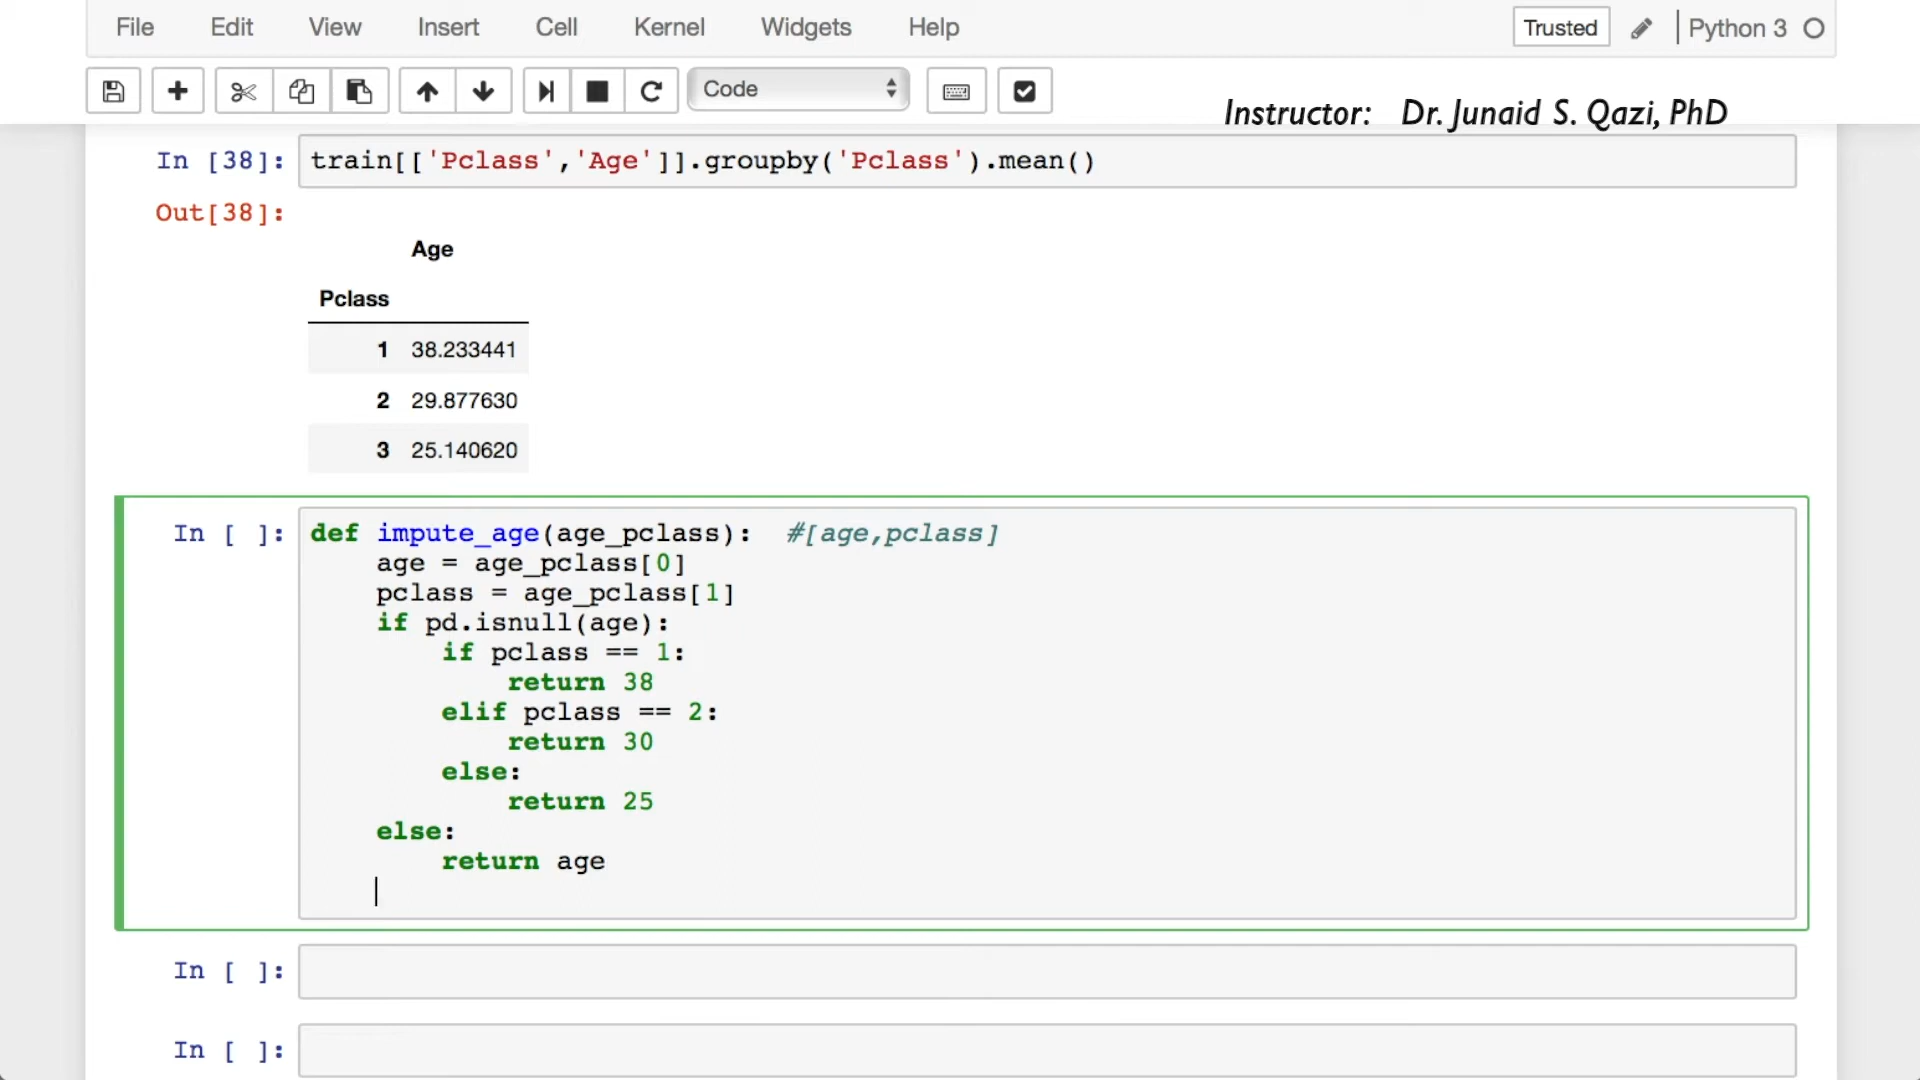 File Edit View Insert Cell Kernel Widgets Help Trusted Python 3
Code
Instructor: Dr. Junaid S. Qazi, PhD
In [38]: train[['Pclass','Age']].groupby('Pclass').mean()
Out[38]:
Age
Pclass
1 38.233441
2 29.877630
3 25.140620
In [ ]: def impute_age(age_pclass):  #[age,pclass]
    age = age_pclass[0]
    pclass = age_pclass[1]
    if pd.isnull(age):
        if pclass == 1:
            return 38
        elif pclass == 2:
            return 30
        else:
            return 25
    else:
        return age
In [ ]:
In [ ]: